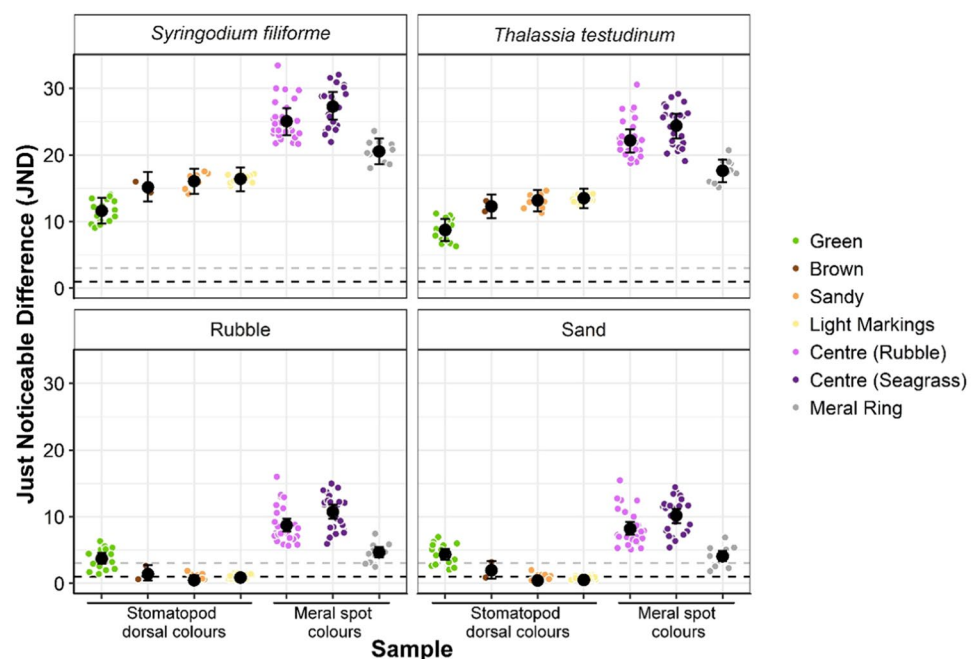 Syringodium filiforme
Thalassia testudinum
30
20
10
0
Rubble
Sand
30
20
10
0
Just Noticeable Difference (JND)
Stomatopod
dorsal colours
Meral spot
colours
Stomatopod
dorsal colours
Meral spot
colours
Sample
Green
Brown
Sandy
Light Markings
Centre (Rubble)
Centre (Seagrass)
Meral Ring